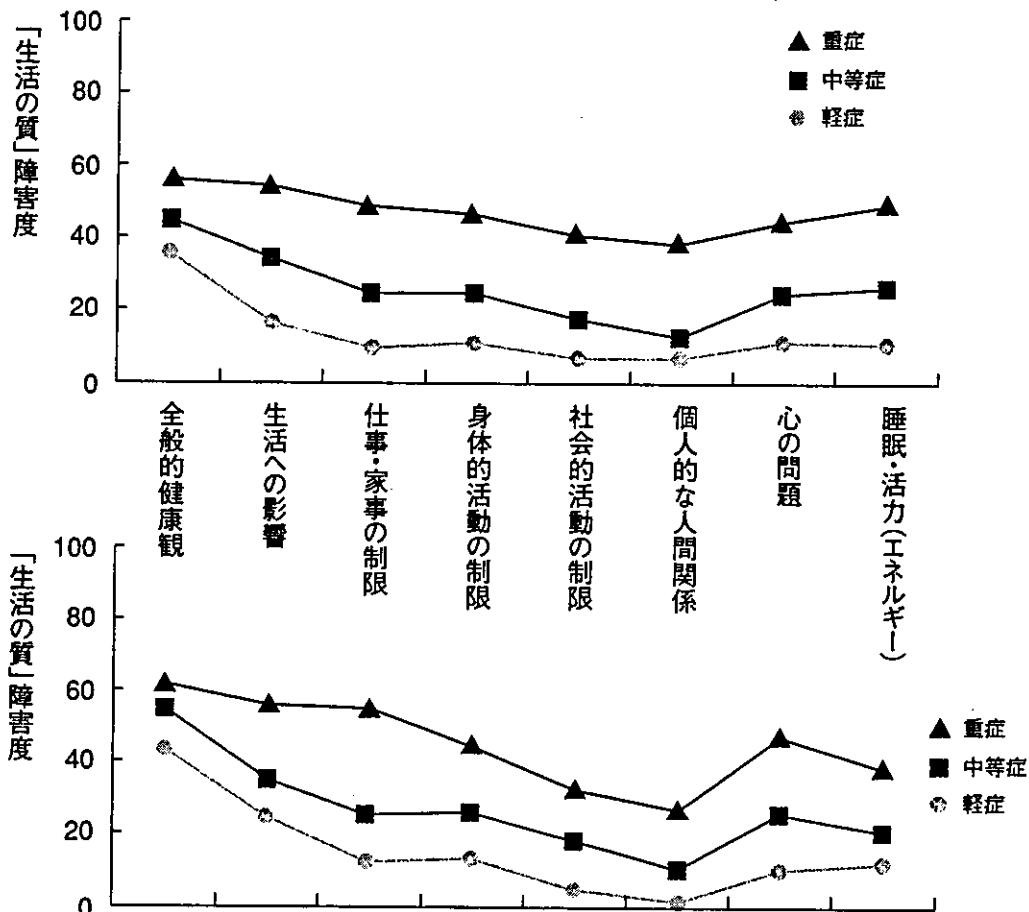 「生活の質」障害度
100
80
60
40
20
0
重症
中等症
軽症
全般的健康観
生活への影響
仕事・家事の制限
身体的活動の制限
社会的活動の制限
個人的な人間関係
心の問題
睡眠・活力(エネルギー)
「生活の質」障害度
100
80
60
40
20
0
重症
中等症
軽症